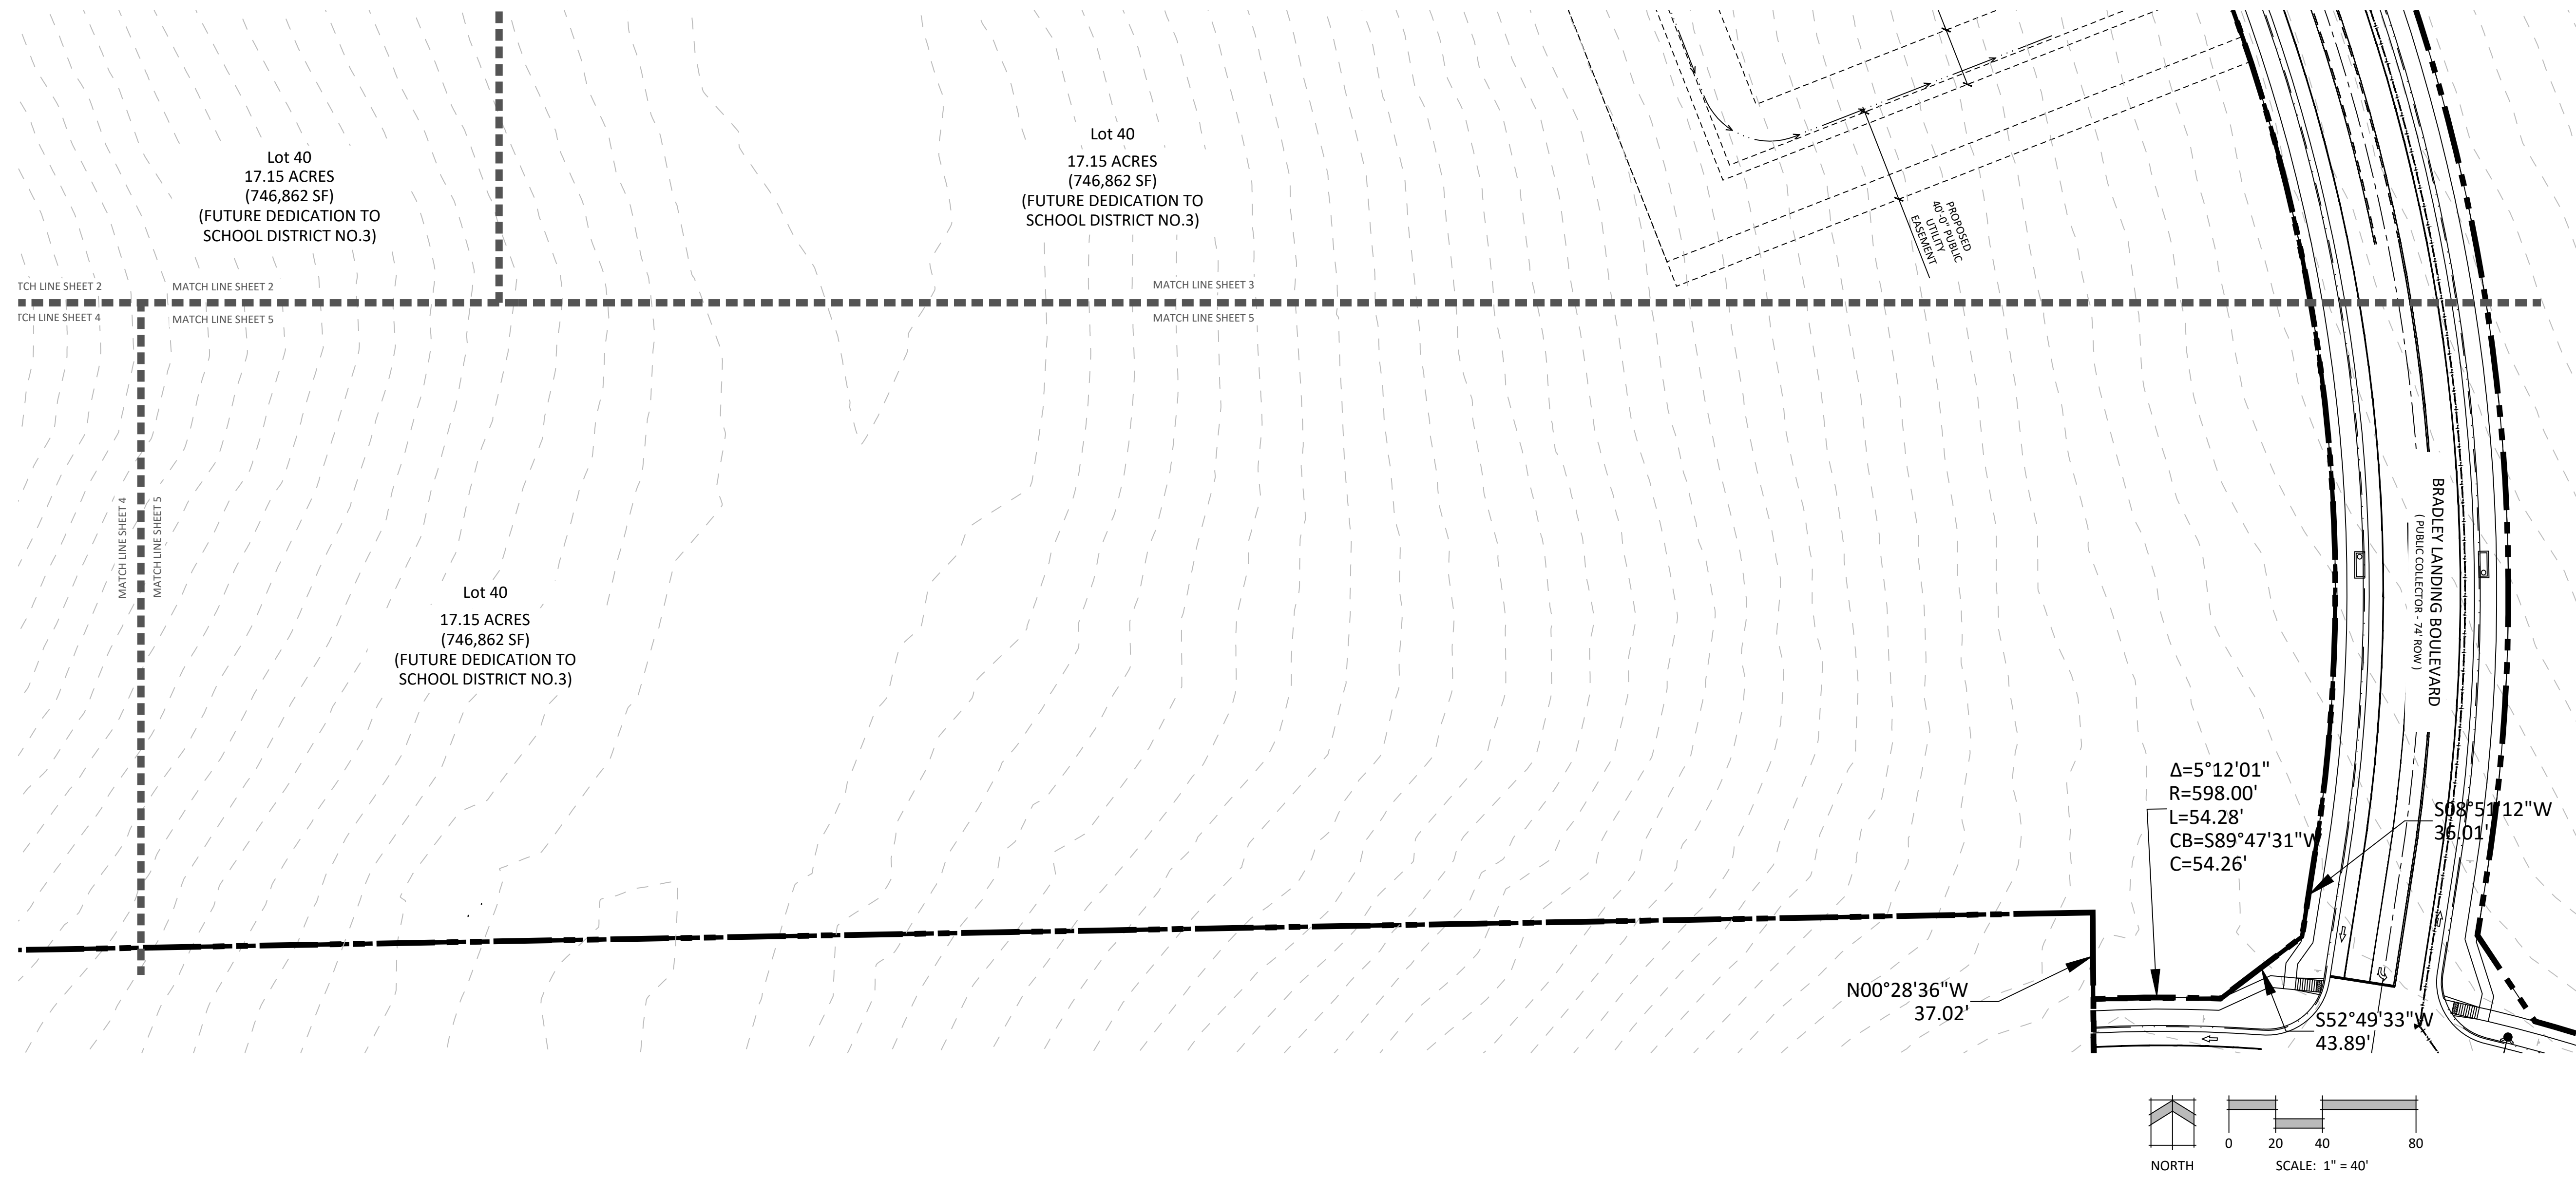 Lot 40
17.15 ACRES
(746,862 SF)
(FUTURE DEDICATION TO
SCHOOL DISTRICT NO.3)
Lot 40
17.15 ACRES
(746,862 SF)
(FUTURE DEDICATION TO
SCHOOL DISTRICT NO.3)
PROPOSED
40'-0" PUBLIC
UTILITY
EASEMENT
TCH LINE SHEET 2
MATCH LINE SHEET 2
MATCH LINE SHEET 3
TCH LINE SHEET 4
MATCH LINE SHEET 5
MATCH LINE SHEET 5
MATCH LINE SHEET 4
MATCH LINE SHEET 5
Lot 40
17.15 ACRES
(746,862 SF)
(FUTURE DEDICATION TO
SCHOOL DISTRICT NO.3)
BRADLEY LANDING BOULEVARD
( PUBLIC COLLECTOR - 74' ROW )
Δ=5°12'01"
R=598.00'
L=54.28'
CB=S89°47'31"W
C=54.26'
S08°51'12"W
36.01'
N00°28'36"W
37.02'
S52°49'33"W
43.89'
NORTH
0 20 40 80
SCALE: 1" = 40'